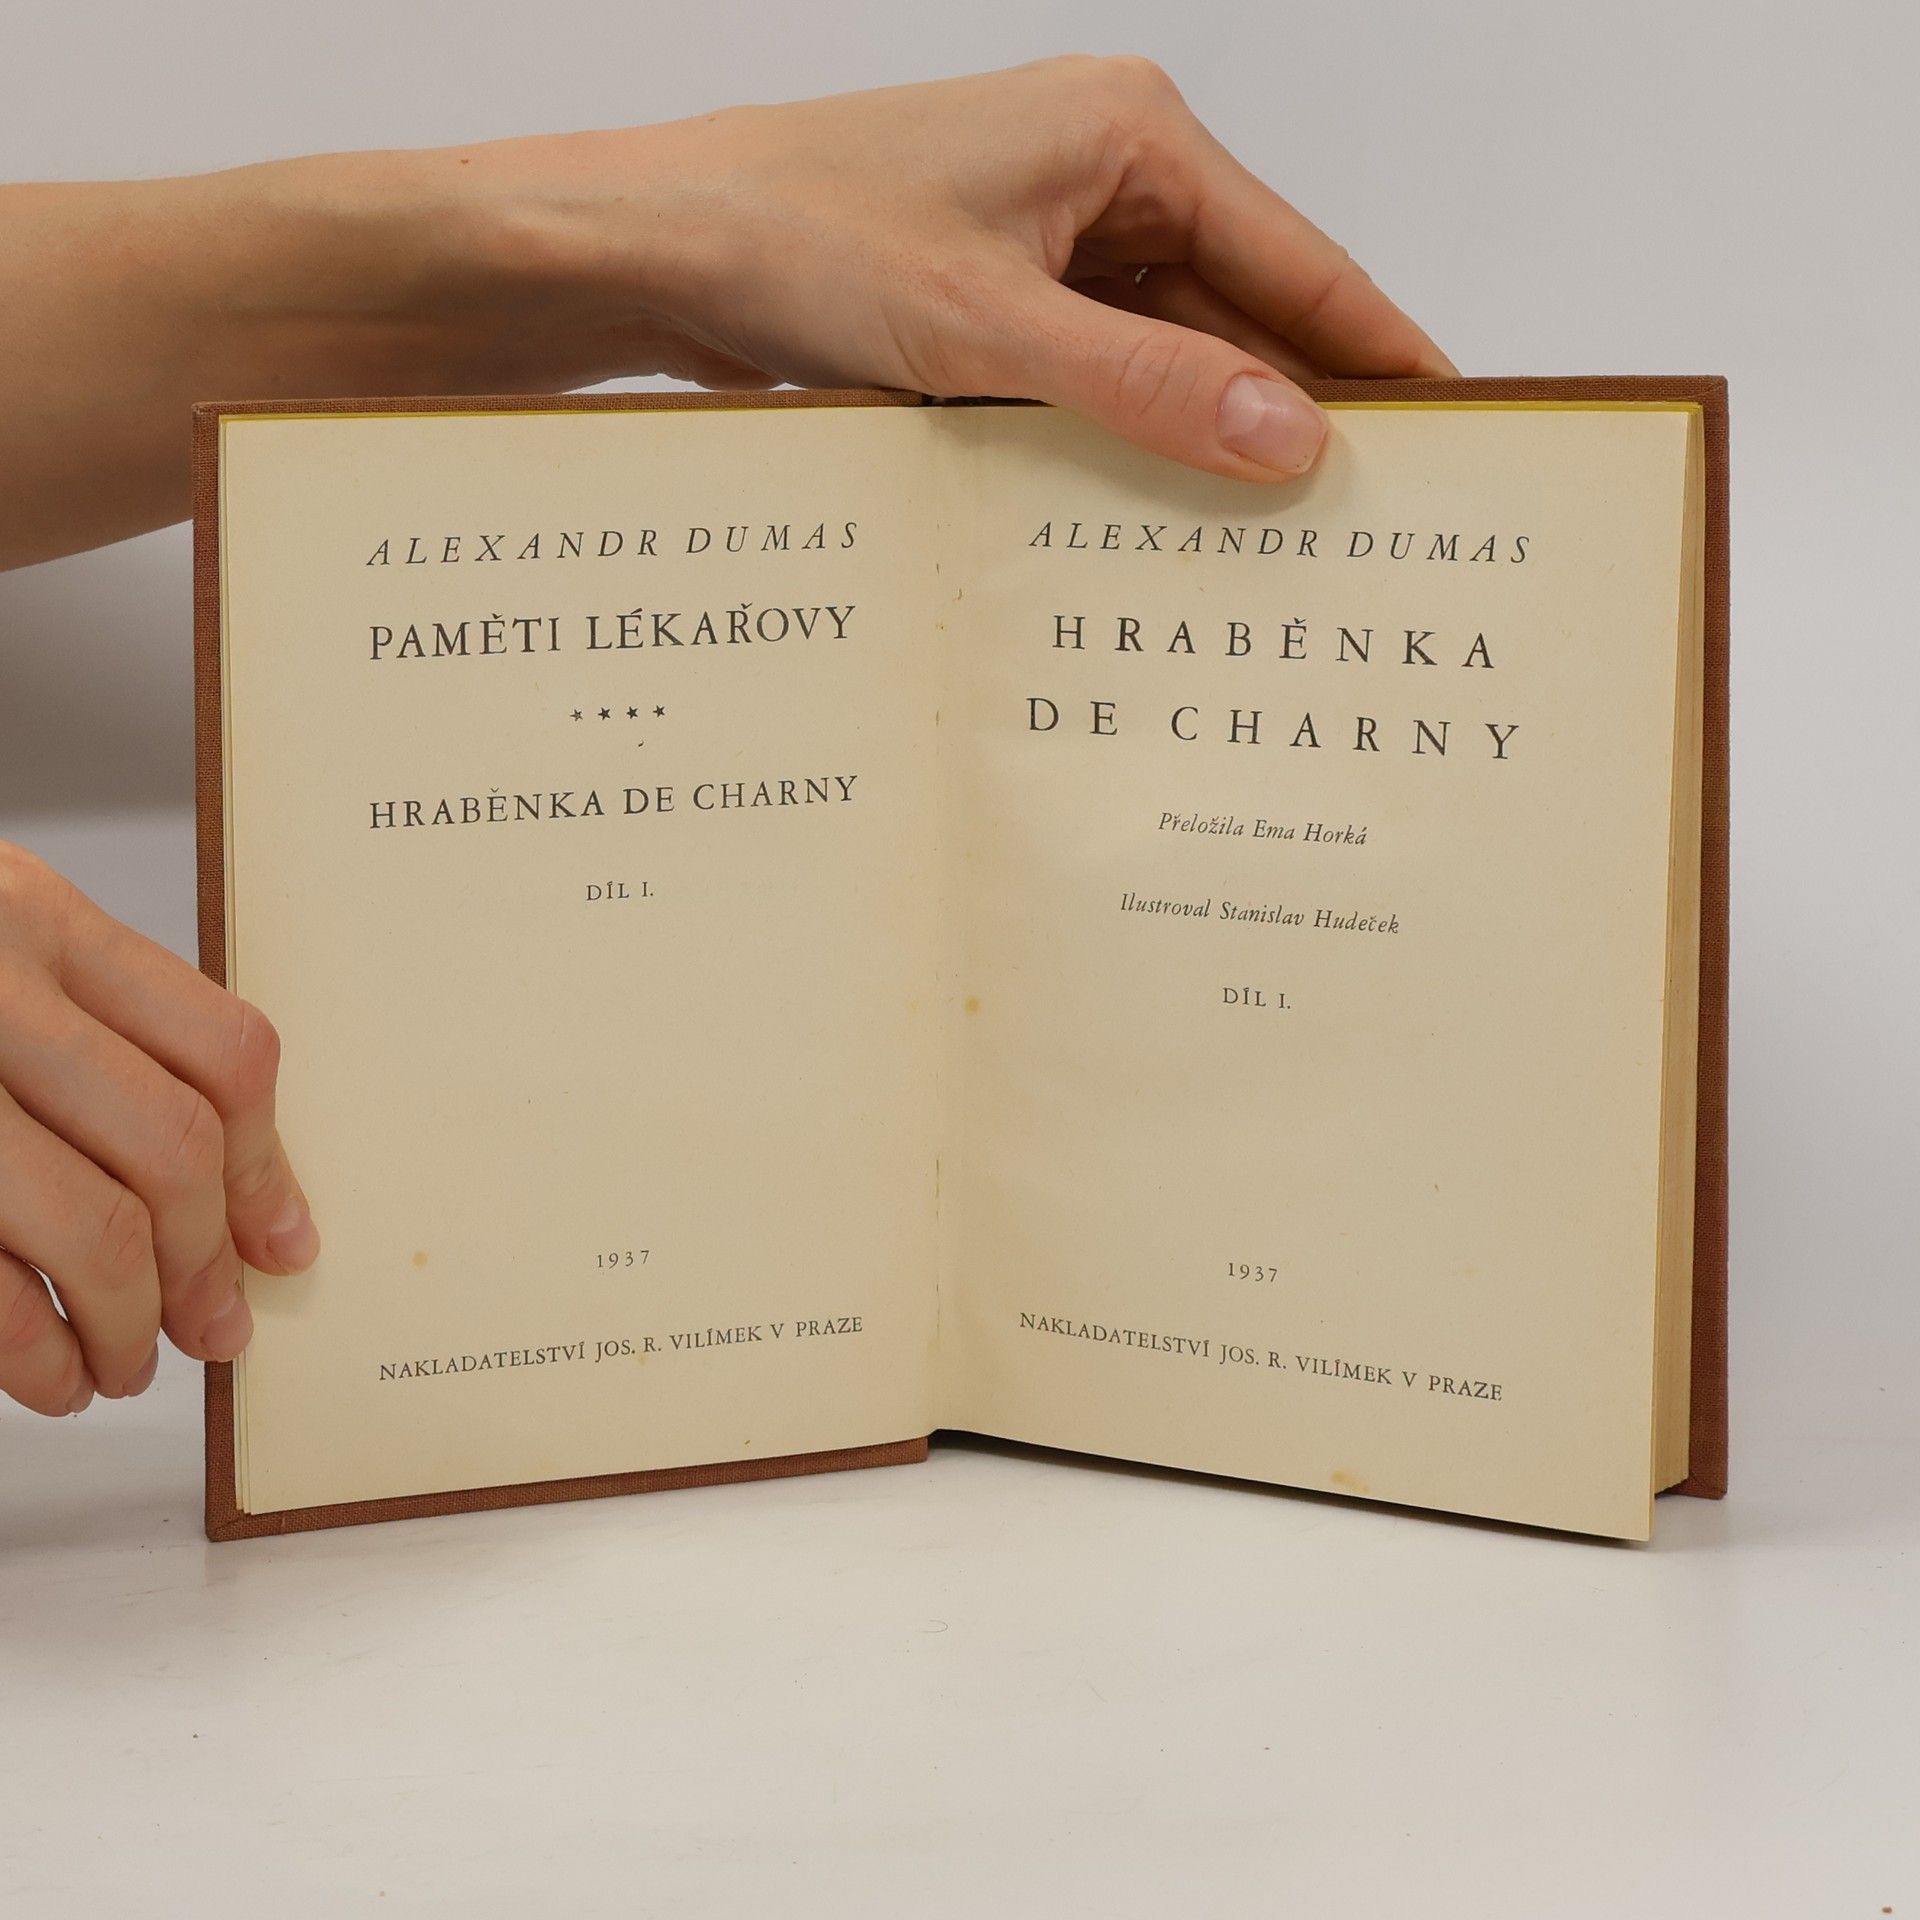 ALEXANDR DUMAS
PAMĚTI LÉKAŘOVY
★ ★ ★ ★
HRABĚNKA DE CHARNY
DÍL I.
1937
NAKLADATELSTVÍ JOS. R. VILÍMEK V PRAZE
ALEXANDR DUMAS
HRABĚNKA
DE CHARNY
Přeložila Ema Horká
Ilustroval Stanislav Hudeček
DÍL I.
1937
NAKLADATELSTVÍ JOS. R. VILÍMEK V PRAZE